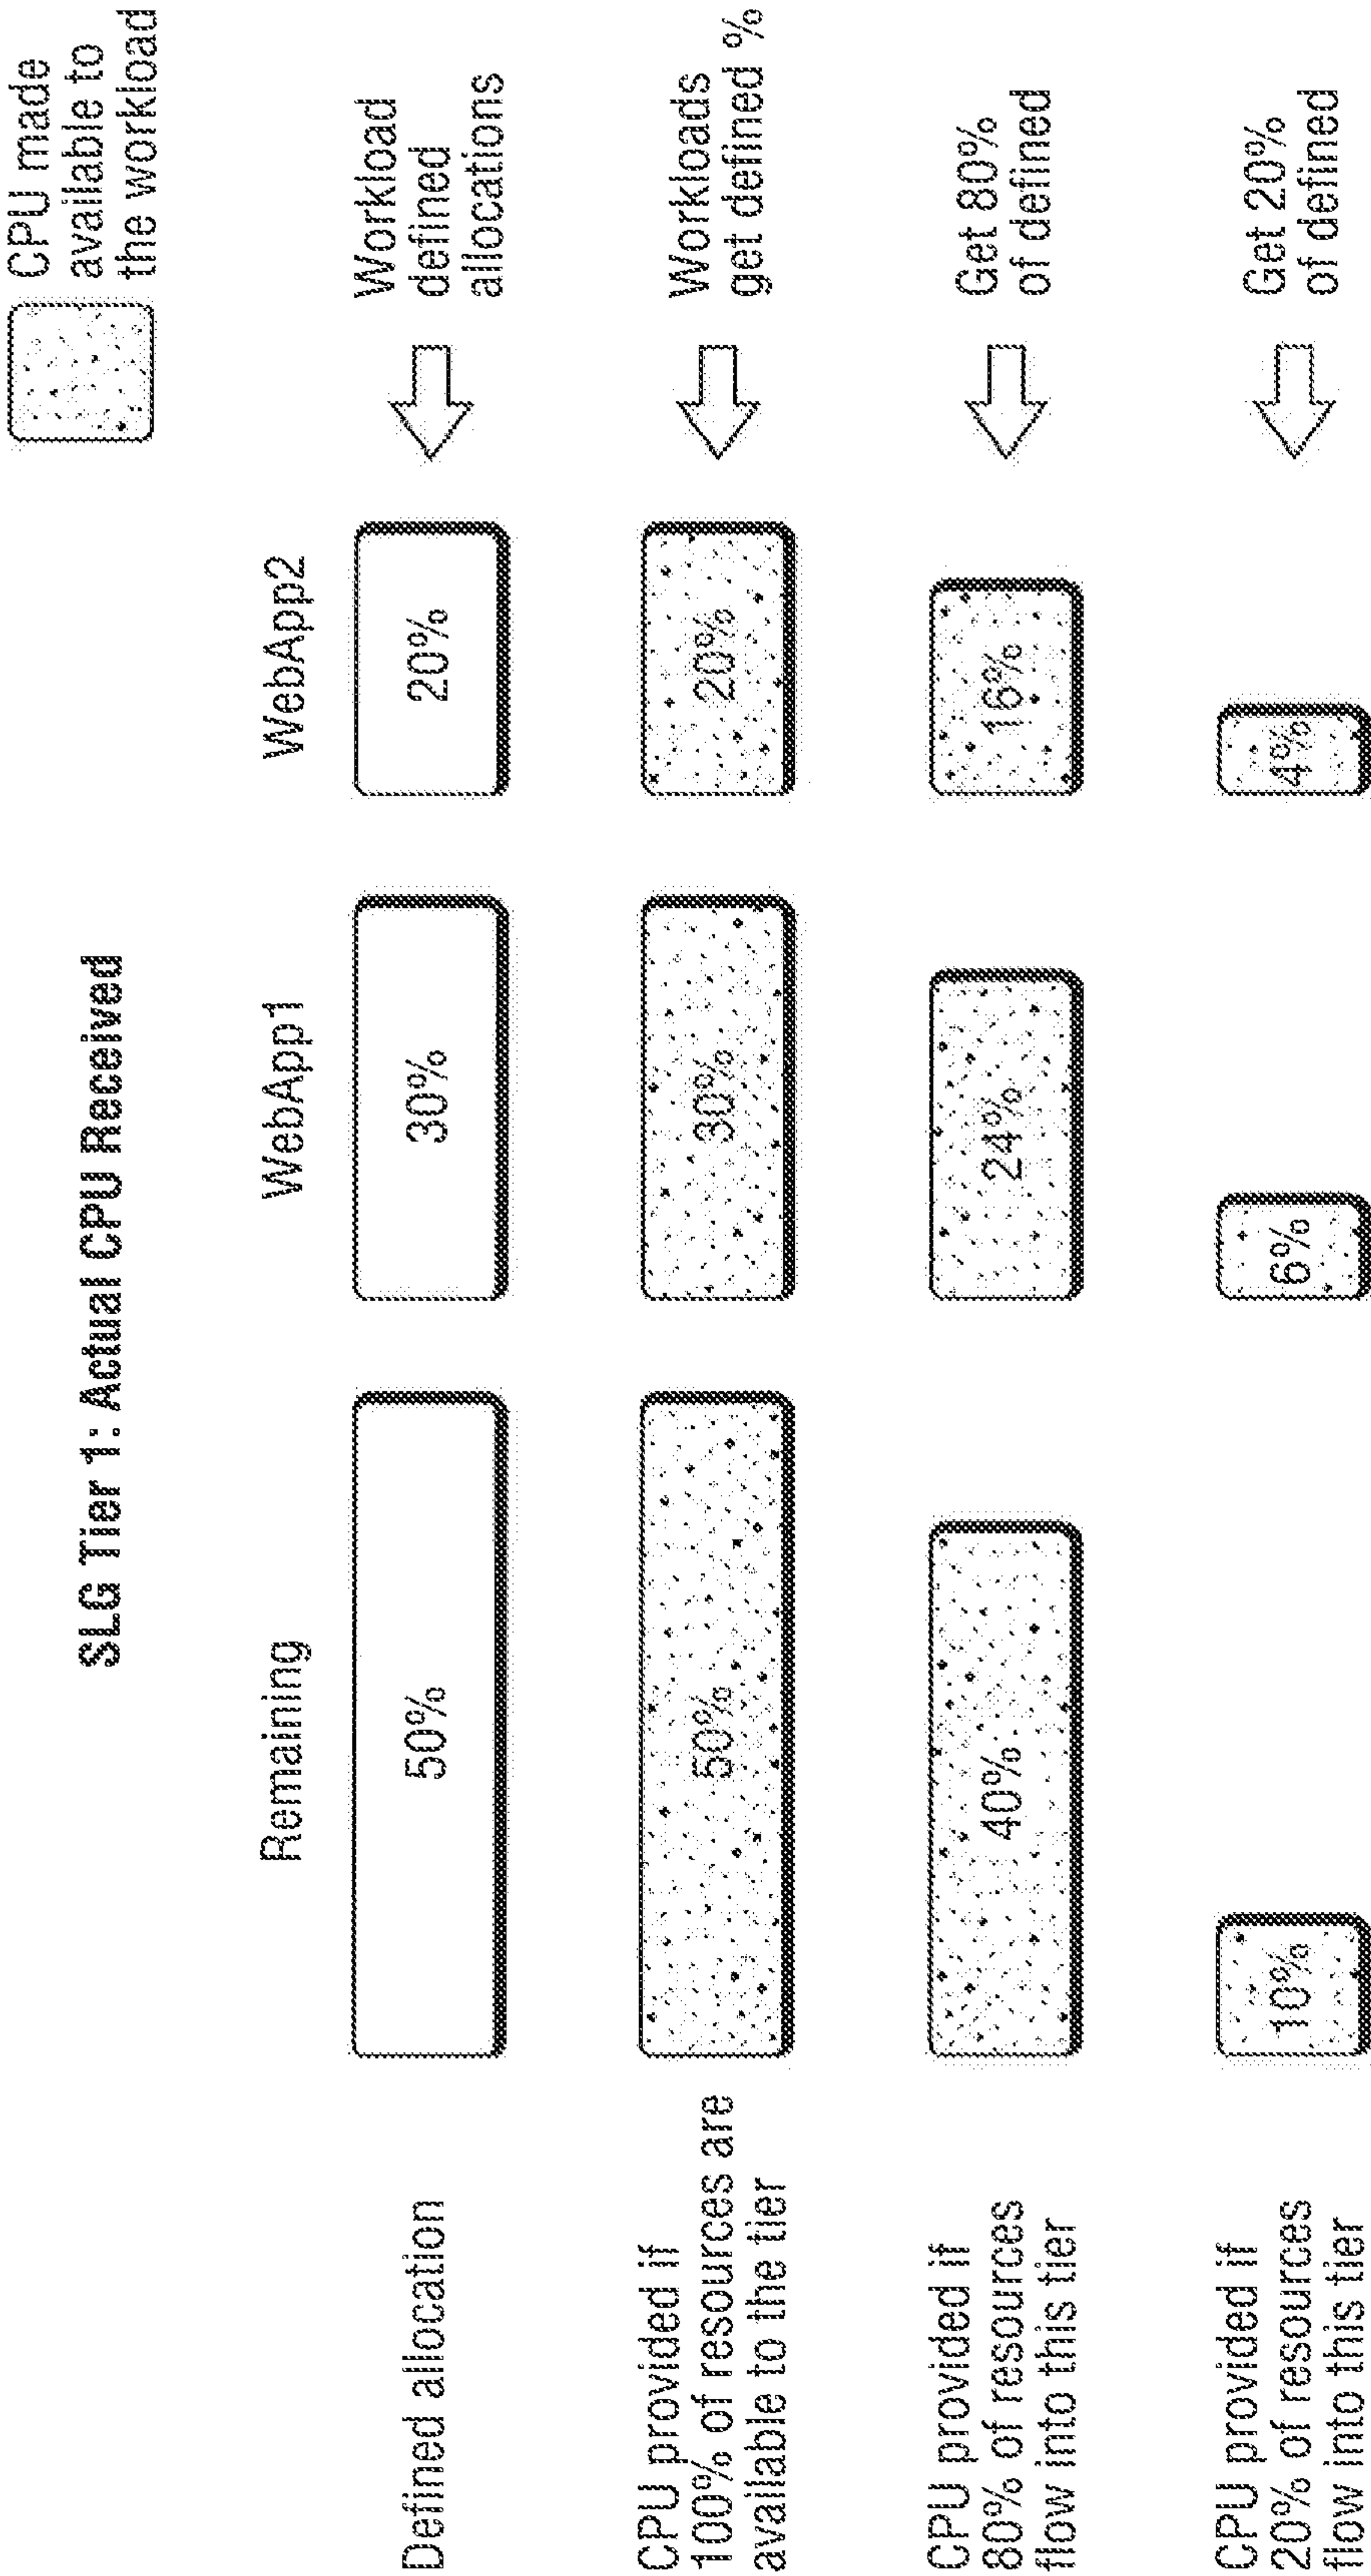 CPU made
available to
the workload
SLG Tier 1: Actual CPU Received
Remaining
WebApp1
WebApp2
Defined allocation
50%
30%
20%
Workload
defined
allocations
CPU provided if
100% of resources are
available to the tier
50%
30%
20%
Workloads
get defined %
CPU provided if
80% of resources
flow into this tier
40%
24%
16%
Get 80%
of defined
CPU provided if
20% of resources
flow into this tier
10%
6%
4%
Get 20%
of defined